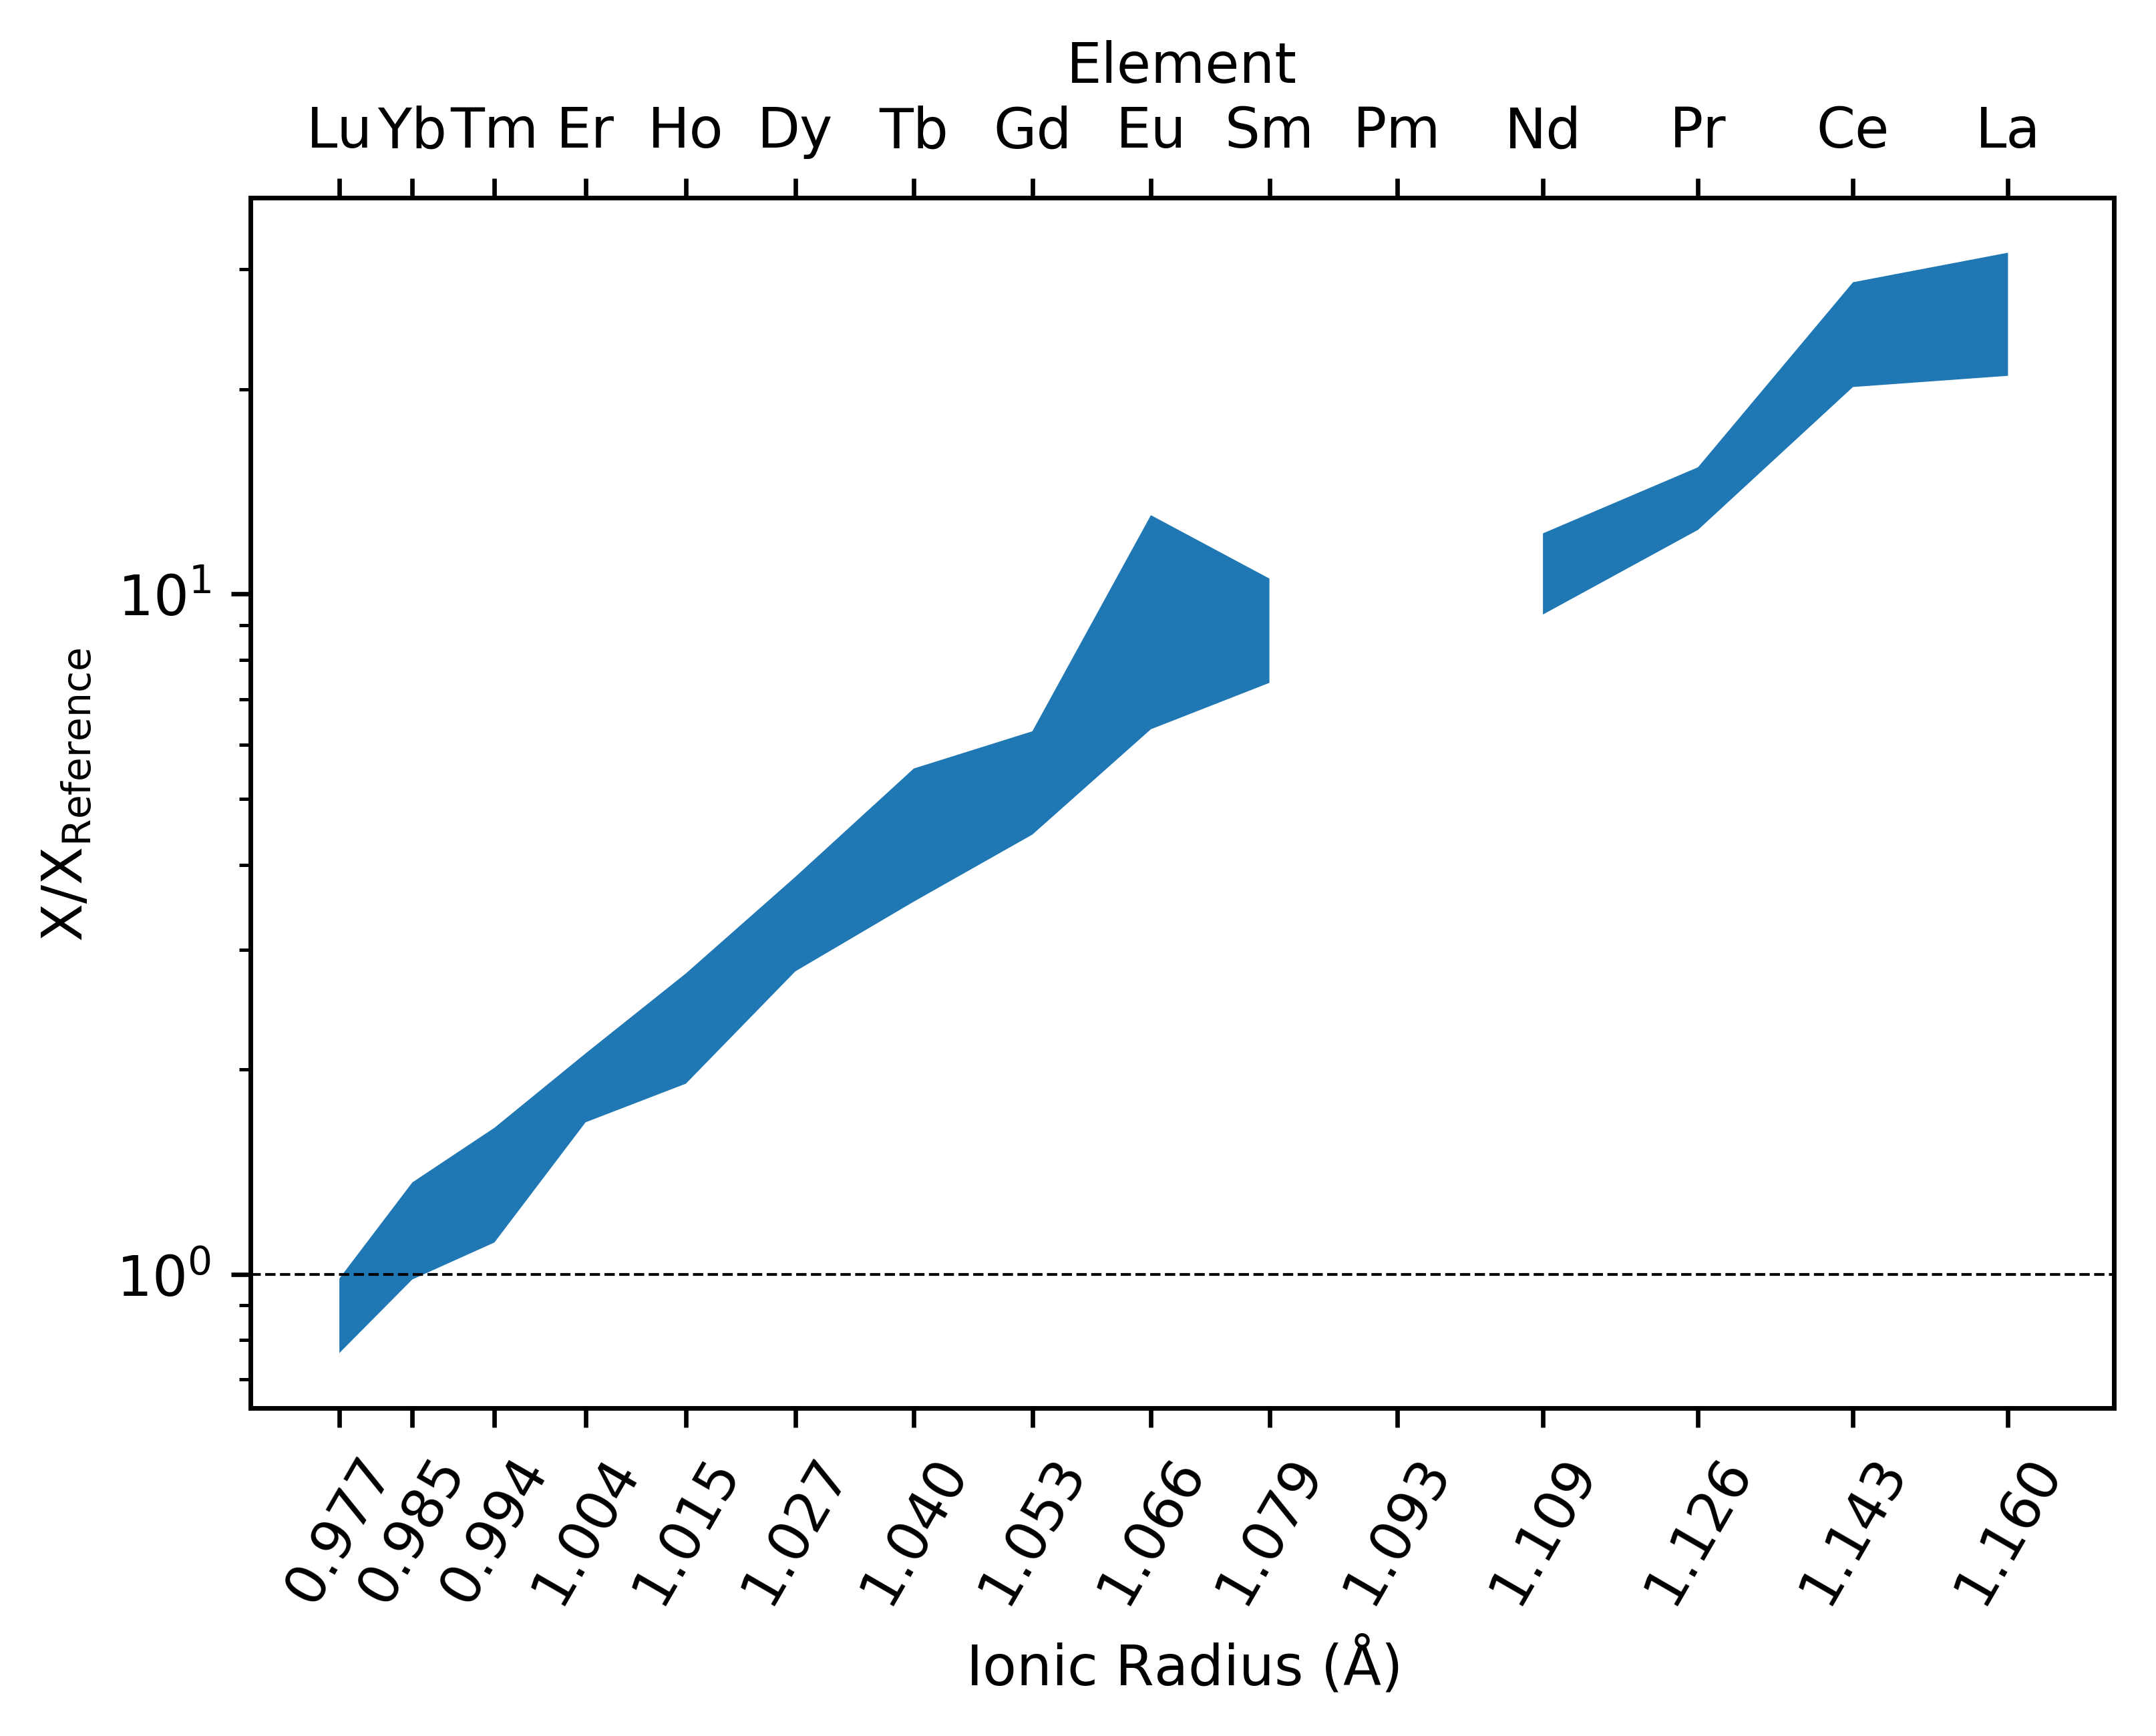 Element
Lu Yb Tm Er Ho Dy Tb Gd Eu Sm Pm Nd Pr Ce La
10¹
10⁰
X/X_Reference
0.977 0.985 0.994 1.004 1.015 1.027 1.040 1.053 1.066 1.079 1.093 1.109 1.126 1.143 1.160
Ionic Radius (Å)